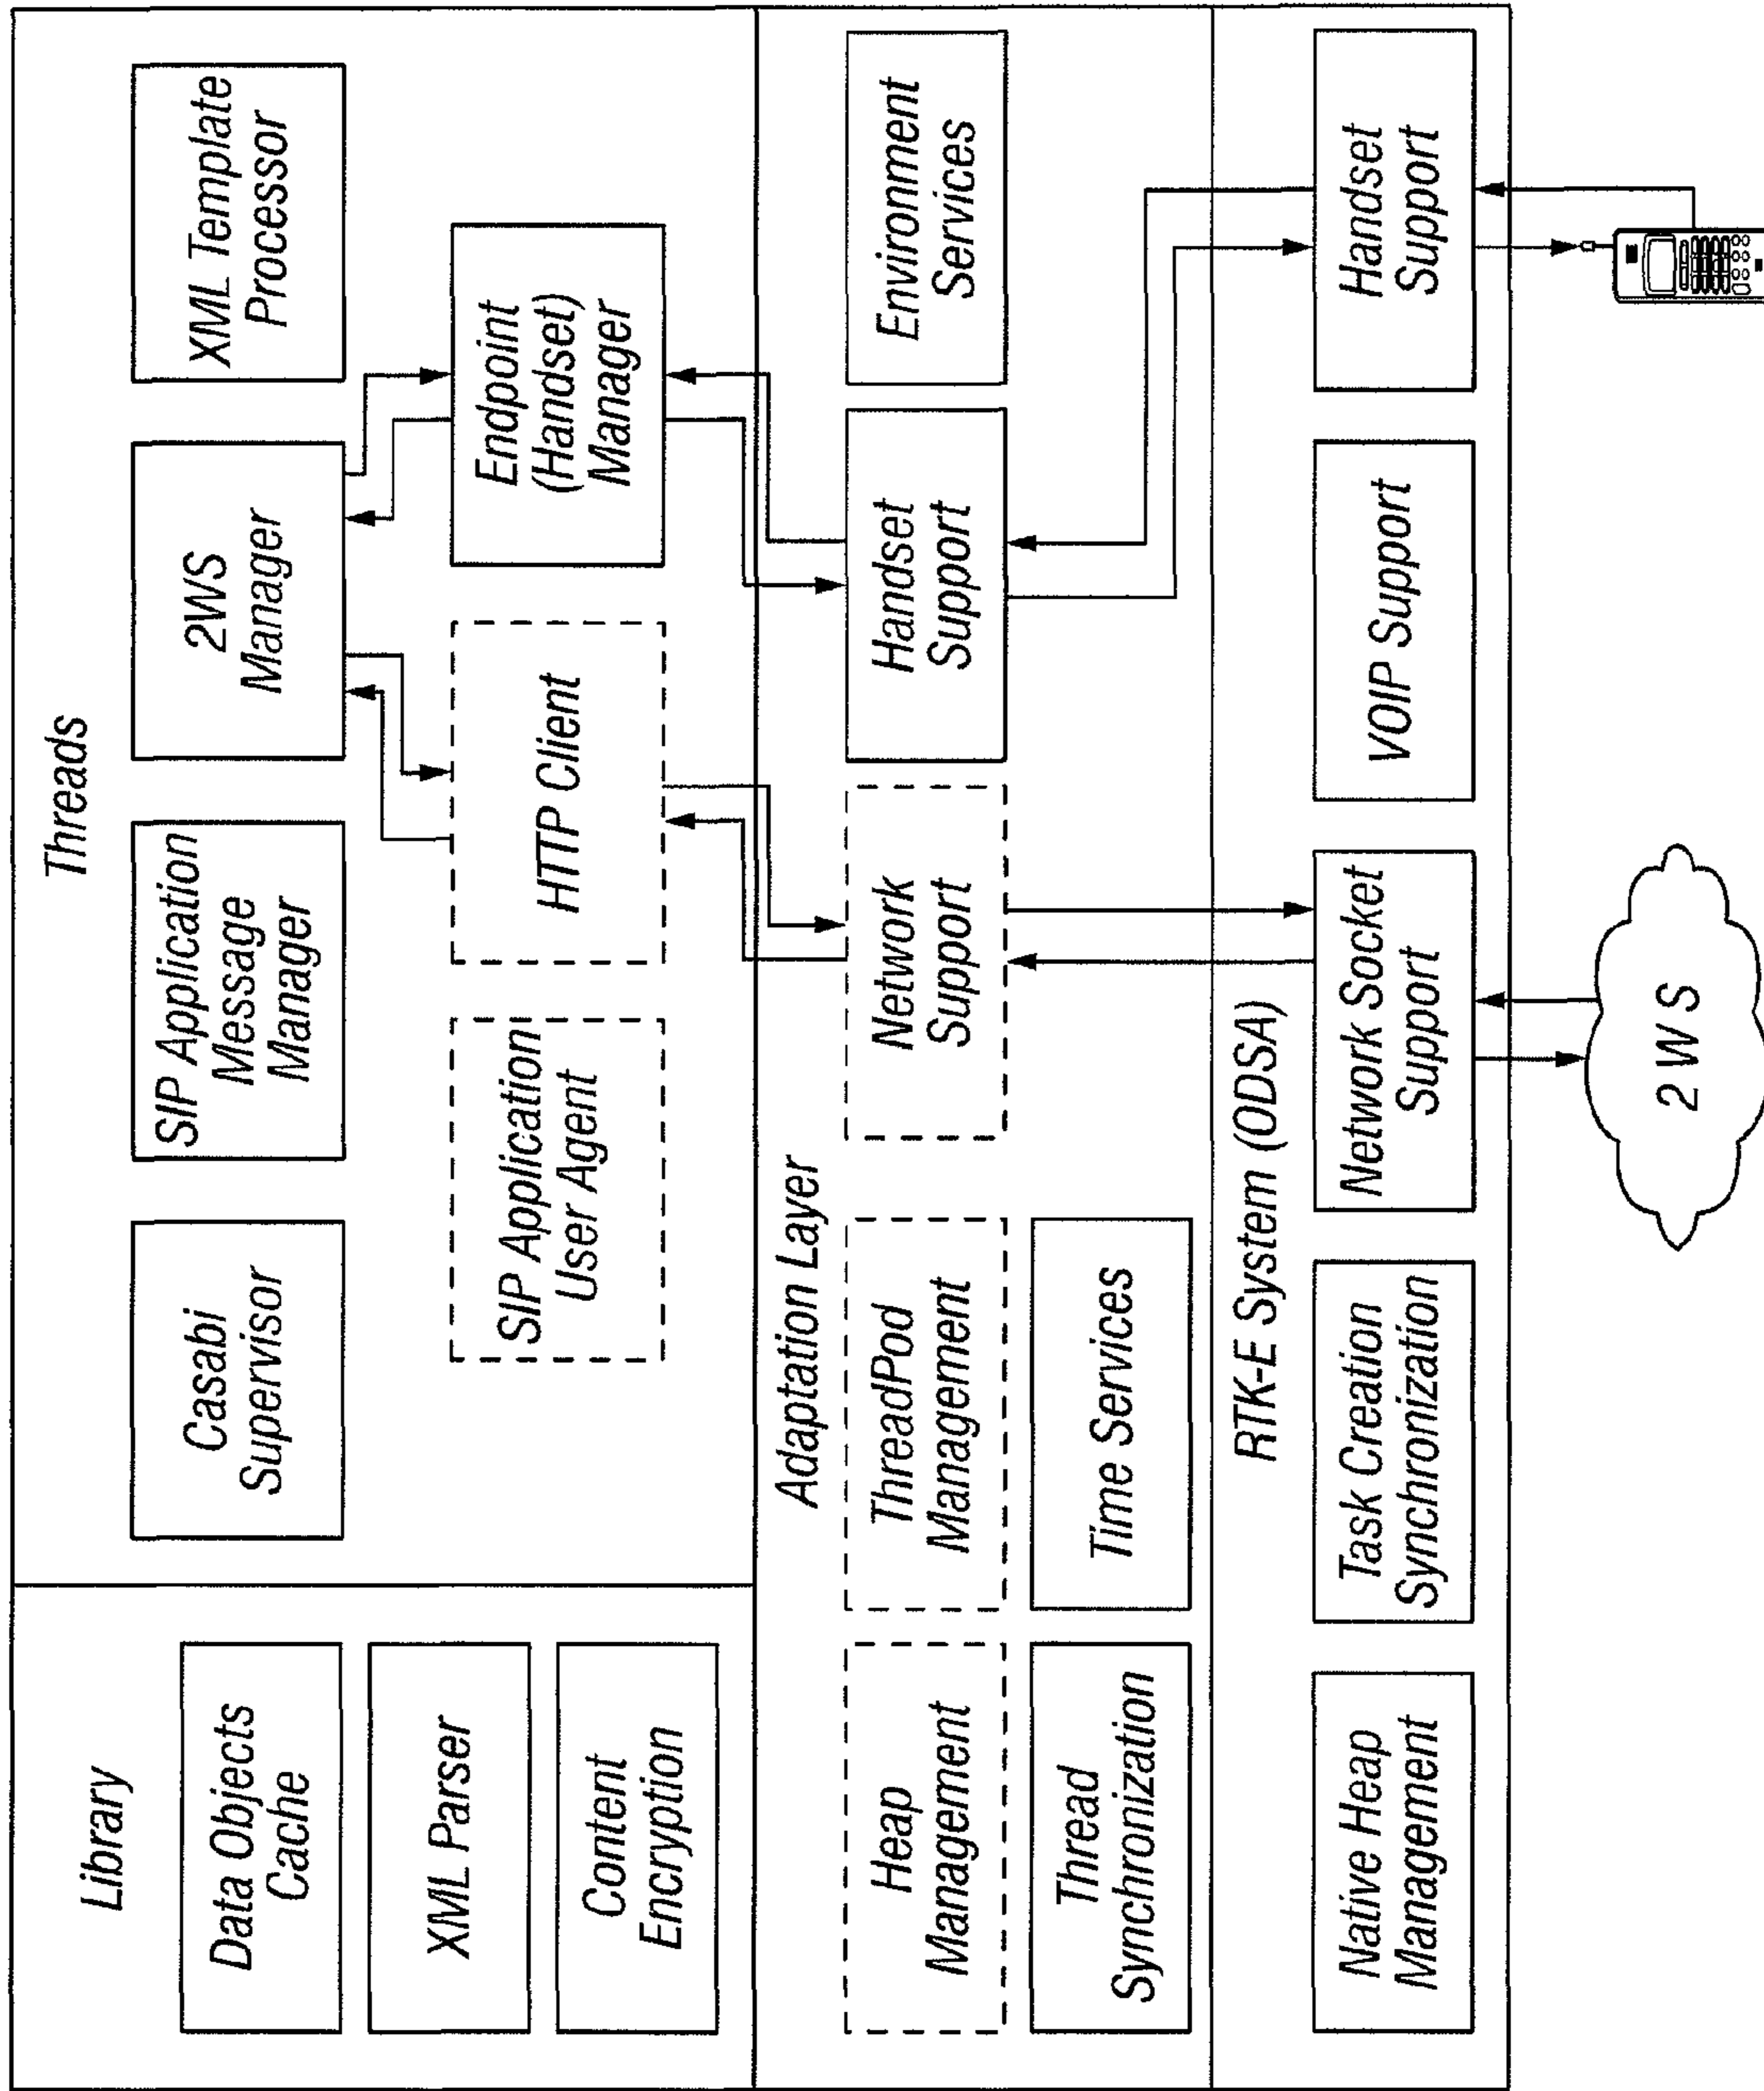 Library
Data Objects
Cache
XML Parser
Content
Encryption
Threads
Casabi
Supervisor
SIP Application
Message
Manager
2WS
Manager
XML Template
Processor
SIP Application
User Agent
HTTP Client
Endpoint
(Handset)
Manager
Adaptation Layer
Heap
Management
ThreadPod
Management
Network
Support
Handset
Support
Environment
Services
Thread
Synchronization
Time Services
RTK-E System (ODSA)
Native Heap
Management
Task Creation
Synchronization
Network Socket
Support
VOIP Support
Handset
Support
2 W S